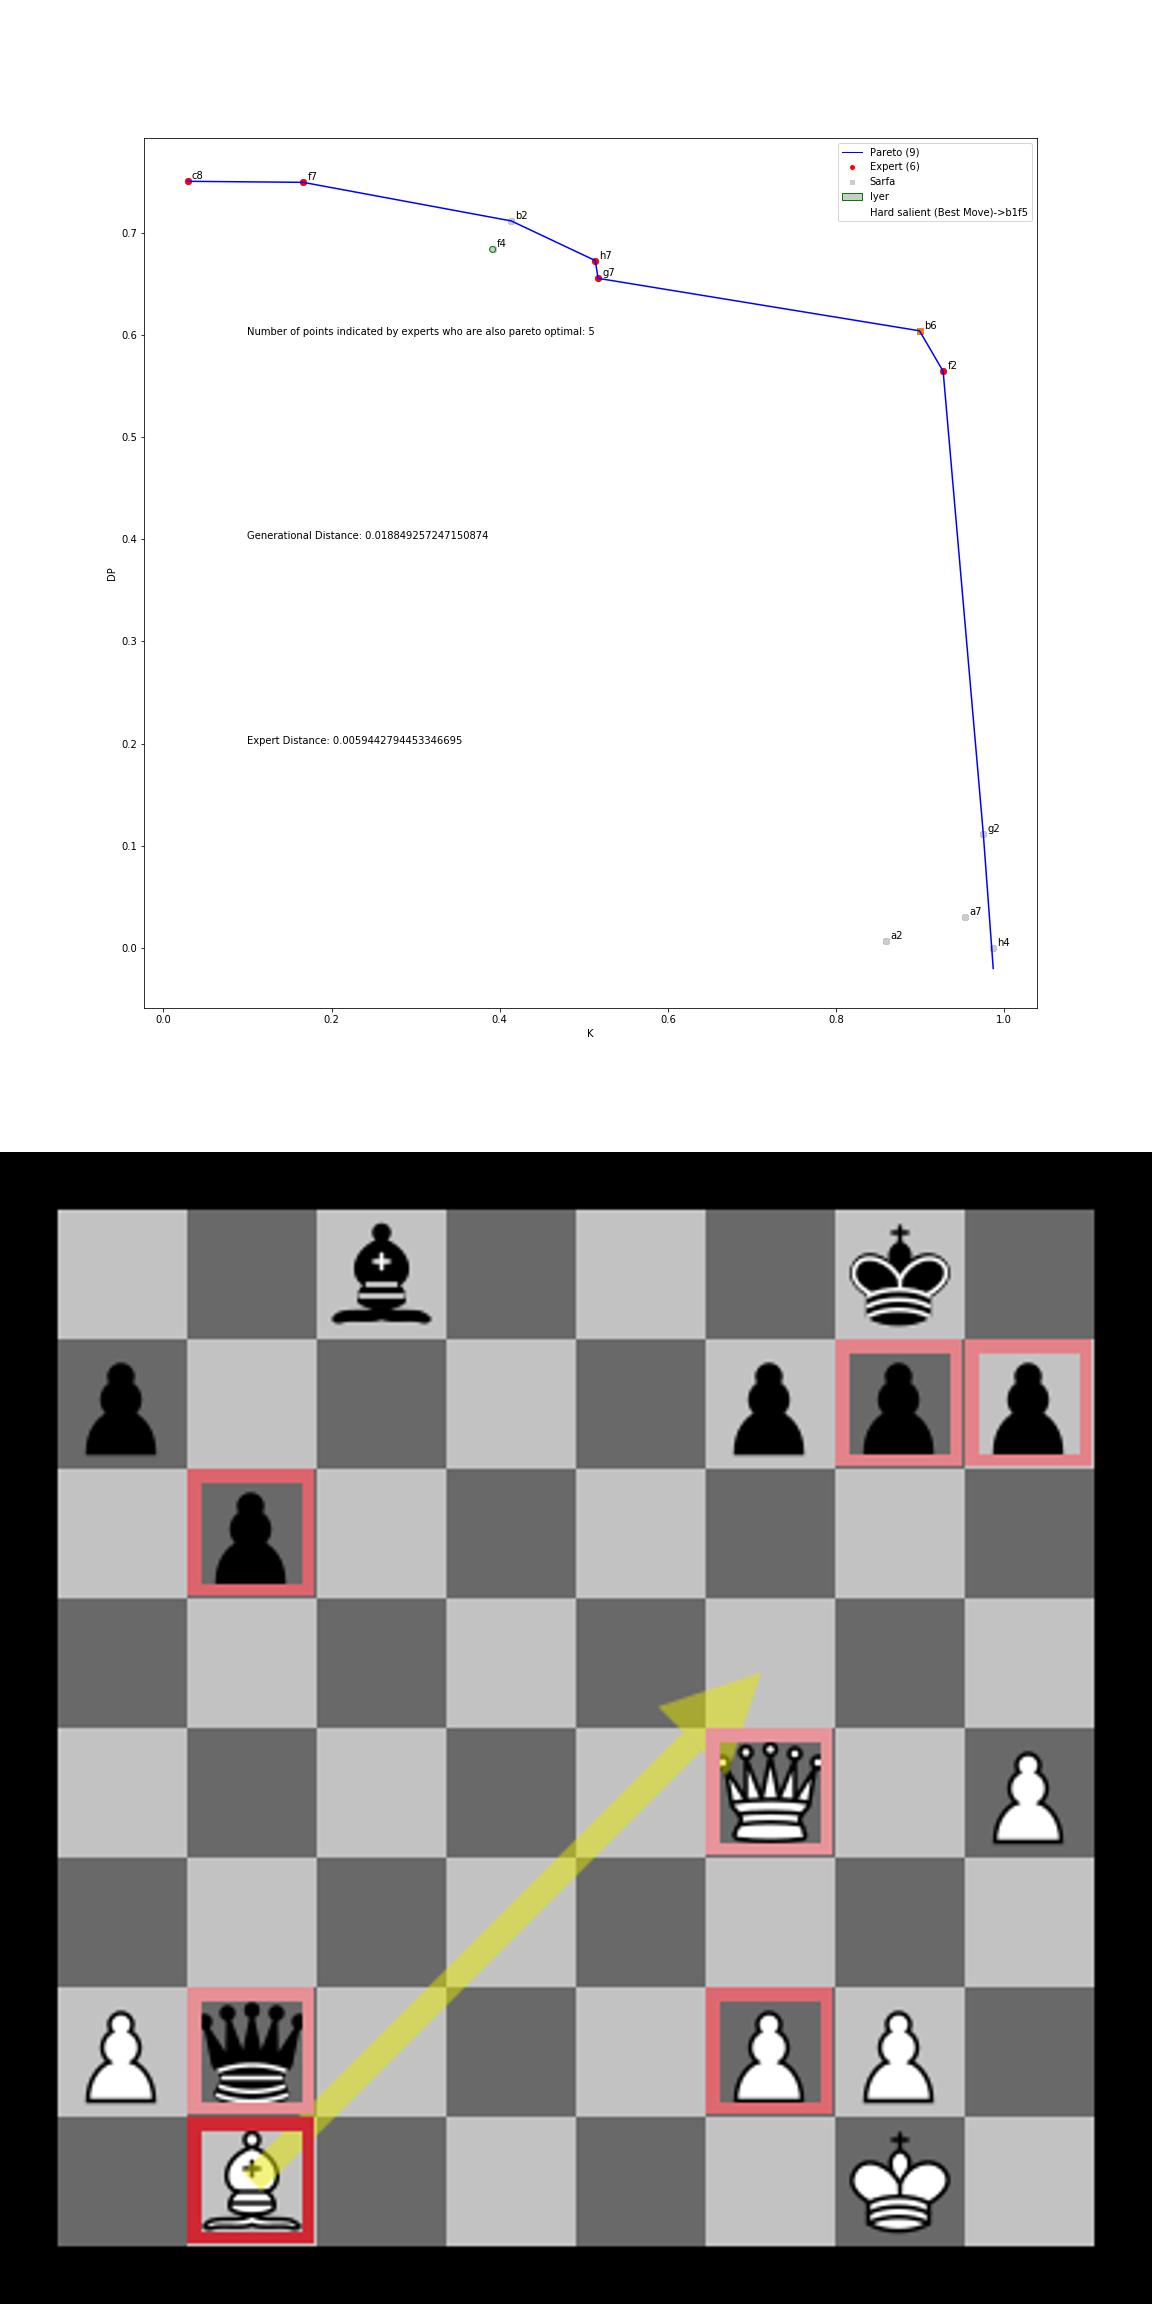 Pareto (9)
Expert (6)
Sarfa
Iyer
Hard salient (Best Move)->b1f5
c8
f7
b2
f4
h7
g7
Number of points indicated by experts who are also pareto optimal: 5
b6
f2
Generational Distance: 0.018849257247150874
Expert Distance: 0.0059442794453346695
g2
a7
a2
h4
0.7
0.6
0.5
0.4
0.3
0.2
0.1
0.0
DP
0.0 0.2 0.4 0.6 0.8 1.0
K